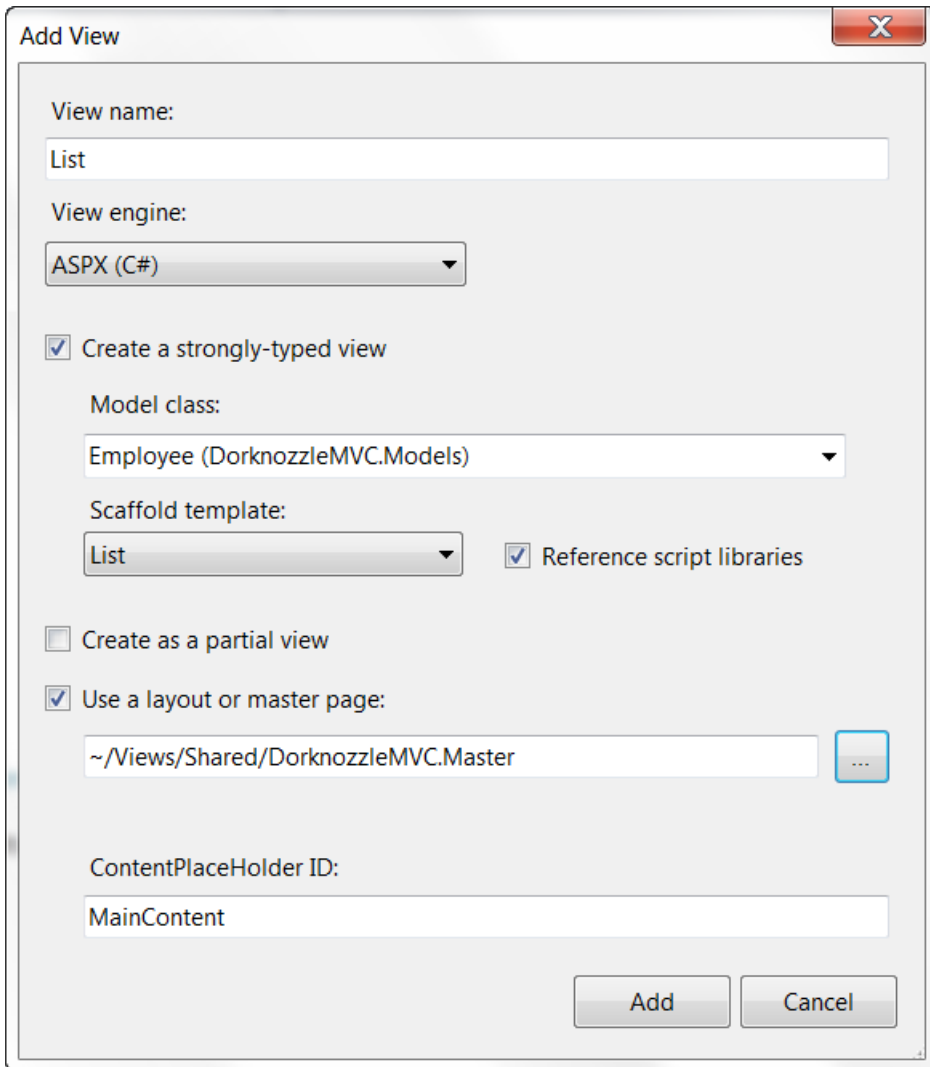 Add View
View name:
List
View engine:
ASPX (C#)
Create a strongly-typed view
Model class:
Employee (DorknozzleMVC.Models)
Scaffold template:
List
Reference script libraries
Create as a partial view
Use a layout or master page:
~/Views/Shared/DorknozzleMVC.Master
...
ContentPlaceHolder ID:
MainContent
Add Cancel